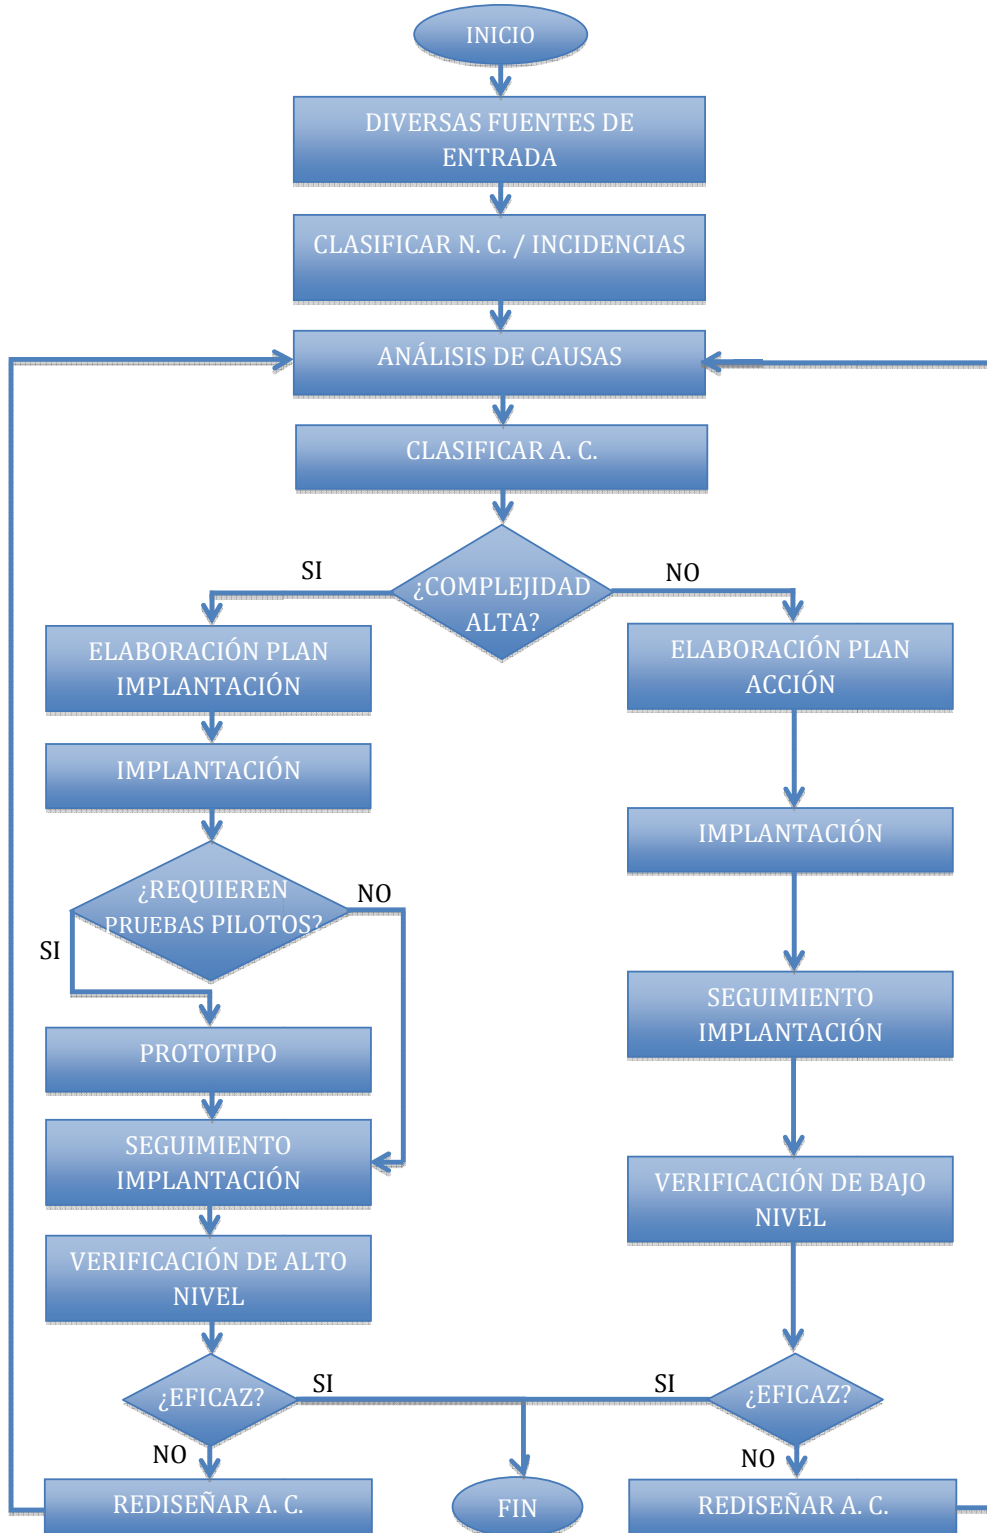 INICIO
DIVERSAS FUENTES DE
ENTRADA
CLASIFICAR N. C. / INCIDENCIAS
ANÁLISIS DE CAUSAS
CLASIFICAR A. C.
¿COMPLEJIDAD
ALTA?
SI
NO
ELABORACIÓN PLAN
IMPLANTACIÓN
IMPLANTACIÓN
¿REQUIEREN
PRUEBAS PILOTOS?
NO
SI
PROTOTIPO
SEGUIMIENTO
IMPLANTACIÓN
VERIFICACIÓN DE ALTO
NIVEL
¿EFICAZ?
SI
NO
REDISEÑAR A. C.
ELABORACIÓN PLAN
ACCIÓN
IMPLANTACIÓN
SEGUIMIENTO
IMPLANTACIÓN
VERIFICACIÓN DE BAJO
NIVEL
¿EFICAZ?
SI
NO
REDISEÑAR A. C.
FIN